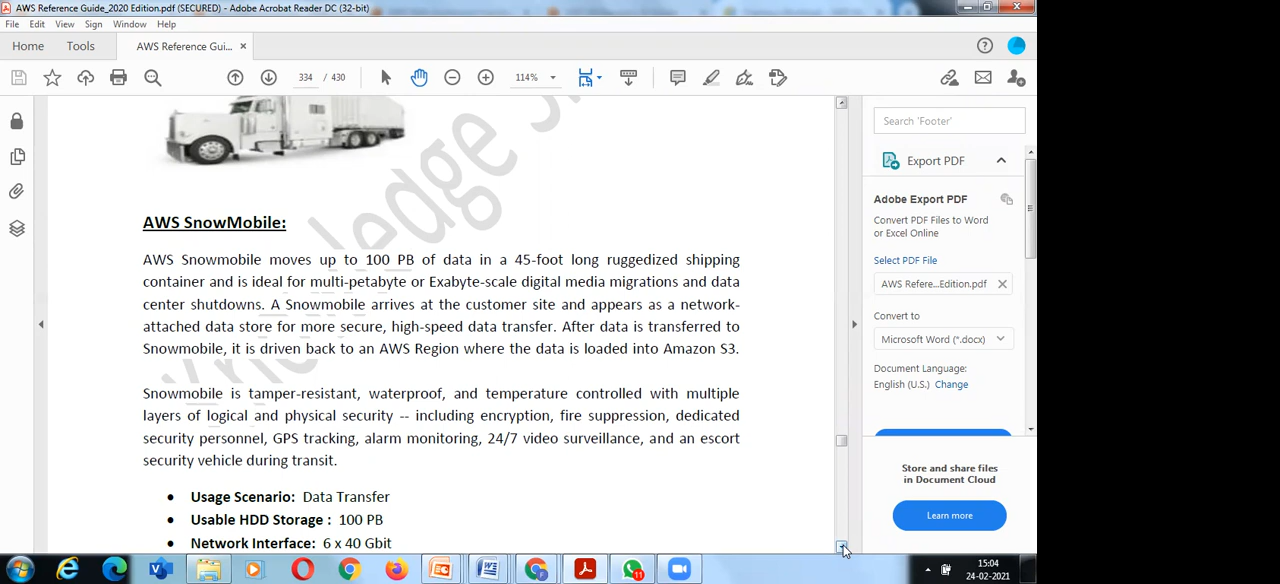 AWS Reference Guide_2020 Edition.pdf (SECURED) - Adobe Acrobat Reader DC (32-bit)
File Edit View Sign Window Help
Home Tools AWS Reference Gui... ×
334 / 430 114%
Knowledge
AWS SnowMobile:
AWS Snowmobile moves up to 100 PB of data in a 45-foot long ruggedized shipping
container and is ideal for multi-petabyte or Exabyte-scale digital media migrations and data
center shutdowns. A Snowmobile arrives at the customer site and appears as a network-
attached data store for more secure, high-speed data transfer. After data is transferred to
Snowmobile, it is driven back to an AWS Region where the data is loaded into Amazon S3.
Snowmobile is tamper-resistant, waterproof, and temperature controlled with multiple
layers of logical and physical security -- including encryption, fire suppression, dedicated
security personnel, GPS tracking, alarm monitoring, 24/7 video surveillance, and an escort
security vehicle during transit.
• Usage Scenario: Data Transfer
• Usable HDD Storage : 100 PB
• Network Interface: 6 x 40 Gbit
Search 'Footer'
Export PDF
Adobe Export PDF
Convert PDF Files to Word
or Excel Online
Select PDF File
AWS Refere...Edition.pdf
Convert to
Microsoft Word (*.docx)
Document Language:
English (U.S.) Change
Store and share files
in Document Cloud
Learn more
11
15:04
24-02-2021